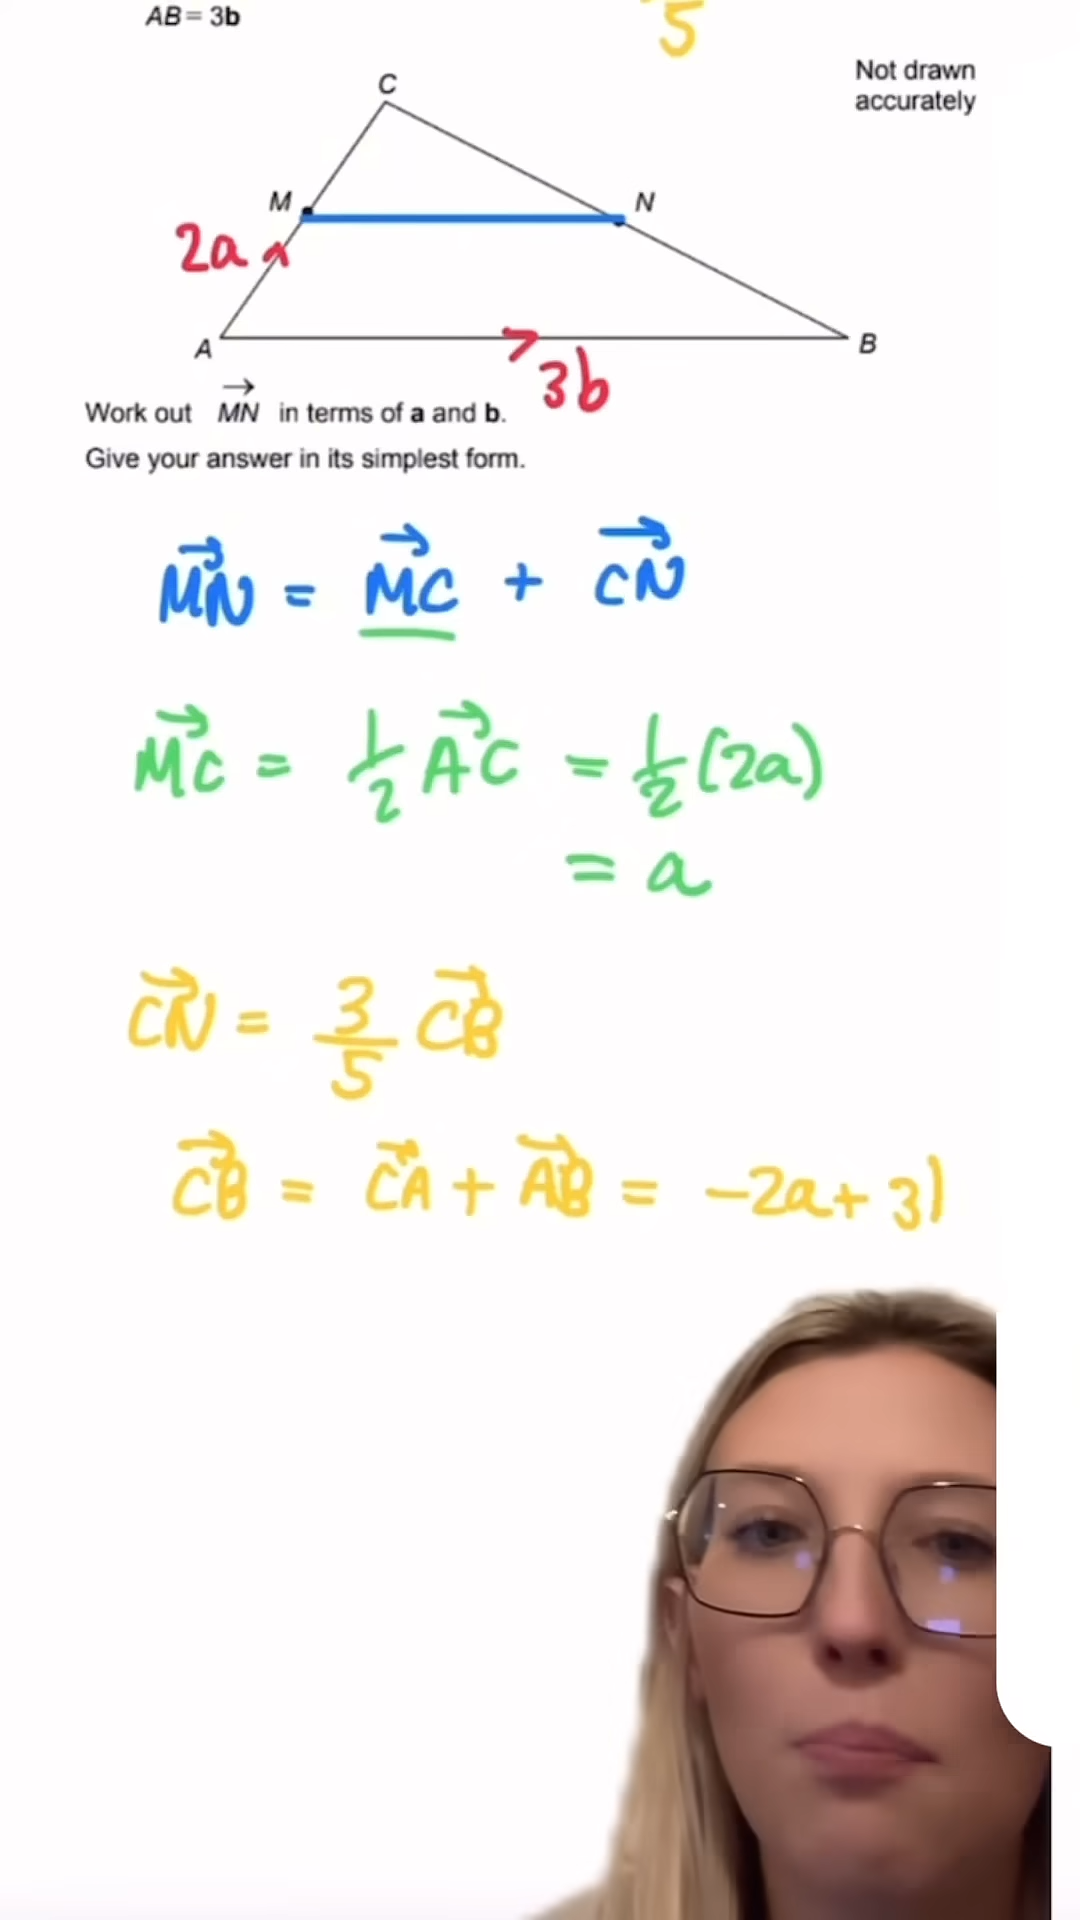 AB = 3b
5
Not drawn
accurately
C
M
N
2a
A
B
3b
Work out MN in terms of a and b.
Give your answer in its simplest form.
MN = MC + CN
MC = 1/2 AC = 1/2 (2a)
= a
CN = 3/5 CB
CB = CA + AB = -2a + 3